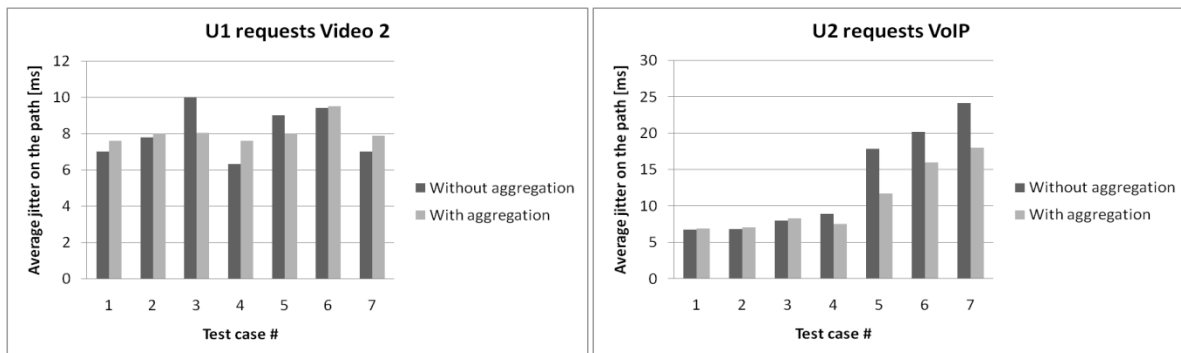 U1 requests Video 2
Average jitter on the path [ms]
12
10
8
6
4
2
0
1 2 3 4 5 6 7
Test case #
Without aggregation
With aggregation
U2 requests VoIP
Average jitter on the path [ms]
30
25
20
15
10
5
0
1 2 3 4 5 6 7
Test case #
Without aggregation
With aggregation